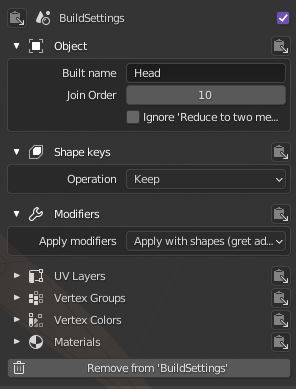 BuildSettings
Object
Built name Head
Join Order 10
Ignore 'Reduce to two me...
Shape keys
Operation Keep
Modifiers
Apply modifiers Apply with shapes (gret ad...
UV Layers
Vertex Groups
Vertex Colors
Materials
Remove from 'BuildSettings'